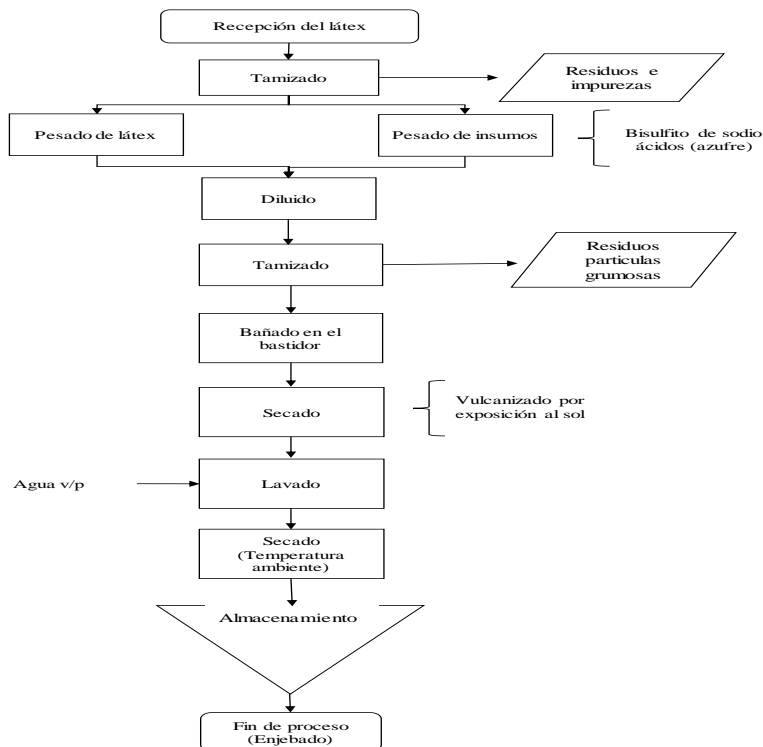 Recepción del látex
Tamizado
Residuos e
impurezas
Pesado de látex
Pesado de insumos
Bisulfito de sodio
ácidos (azufre)
Diluido
Tamizado
Residuos
particulas
grumosas
Bañado en el
bastidor
Secado
Vulcanizado por
exposición al sol
Agua v/p
Lavado
Secado
(Temperatura
ambiente)
Almacenamiento
Fin de proceso
(Enjebado)